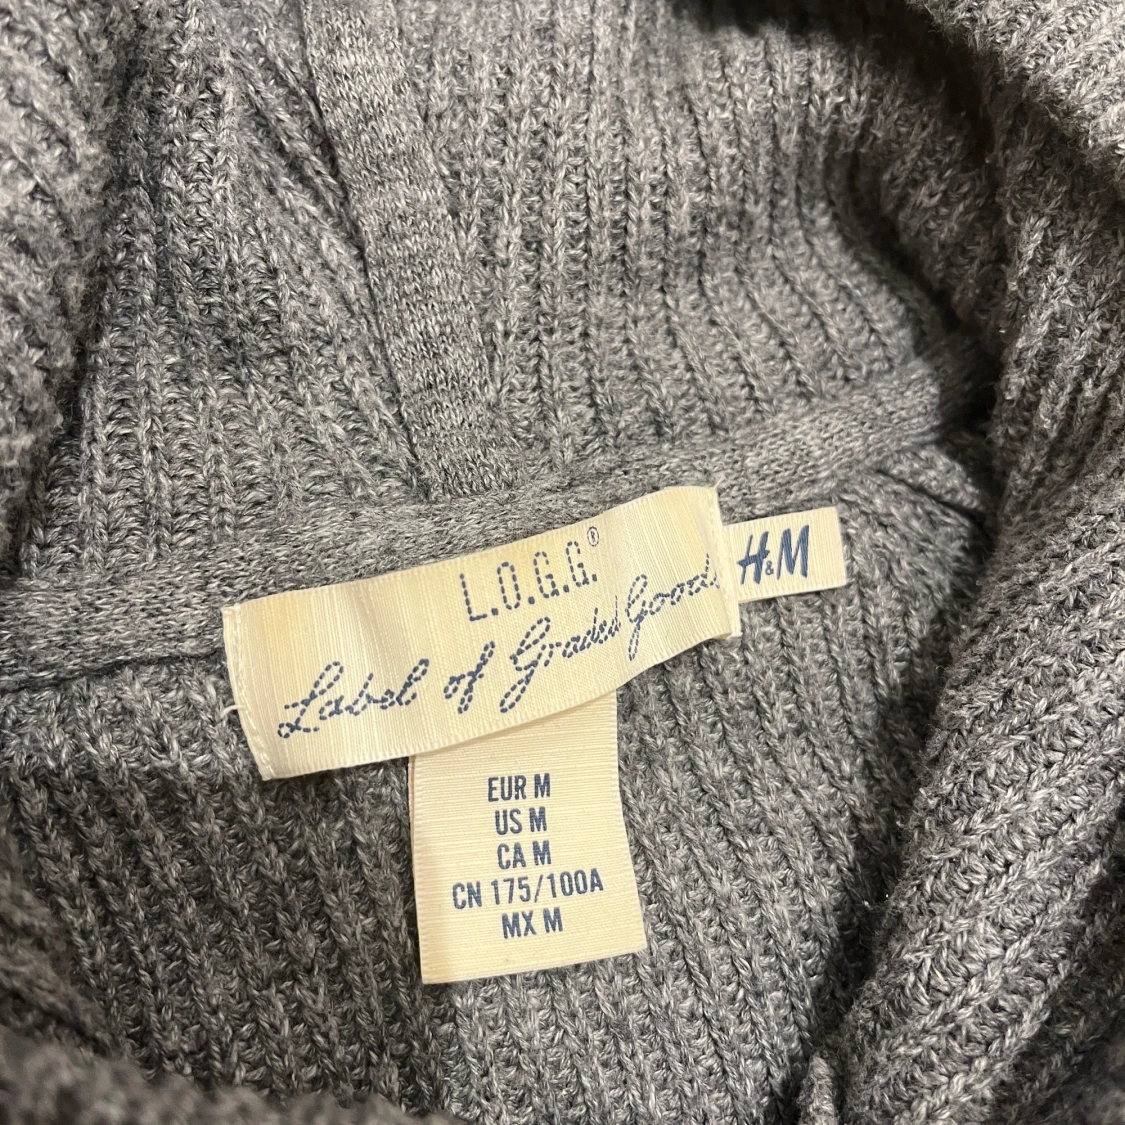 L.O.G.G.®
Label of Graded Goods
H&M
EUR M
US M
CA M
CN 175/100A
MX M